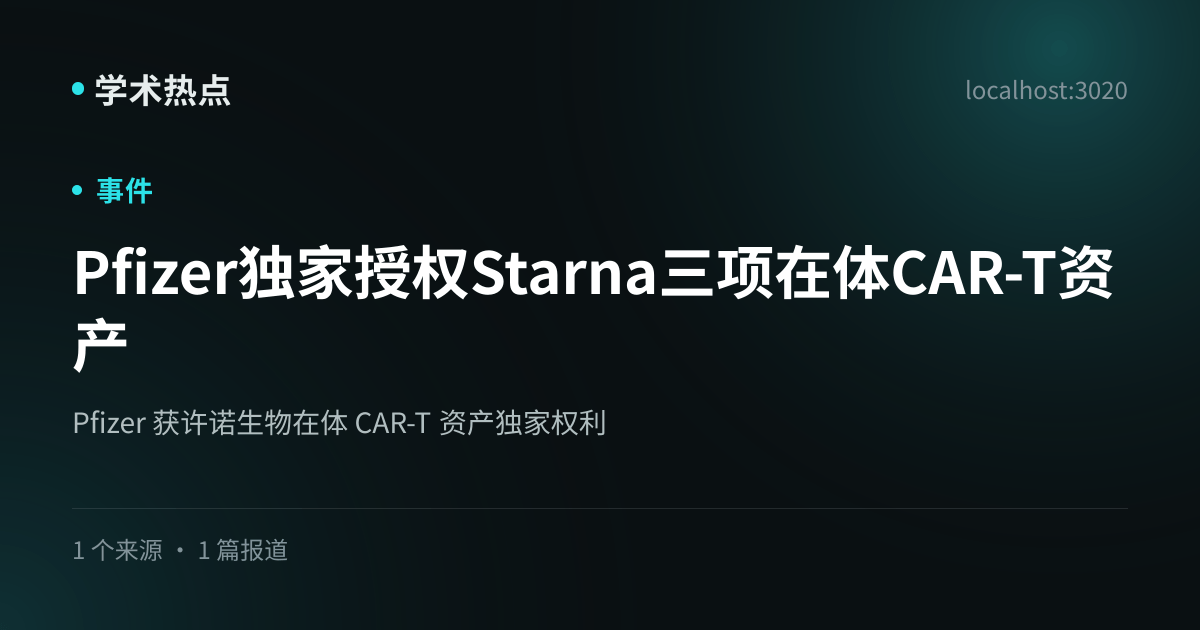 学术热点
localhost:3020
事件
Pfizer独家授权Starna三项在体CAR-T资
产
Pfizer 获许诺生物在体 CAR-T 资产独家权利
1 个来源 · 1 篇报道